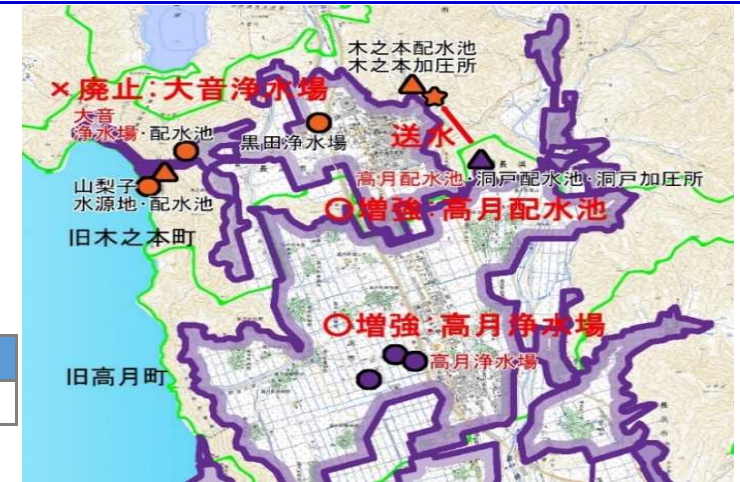 木之本配水池
木之本加圧所
×廃止:大音浄水場
大音
浄水場・配水池
黒田浄水場
送水
山梨子
水源地・配水池
高月配水池・洞戸配水池・洞戸加圧所
○増強:高月配水池
旧木之本町
○増強:高月浄水場
高月浄水場
旧高月町